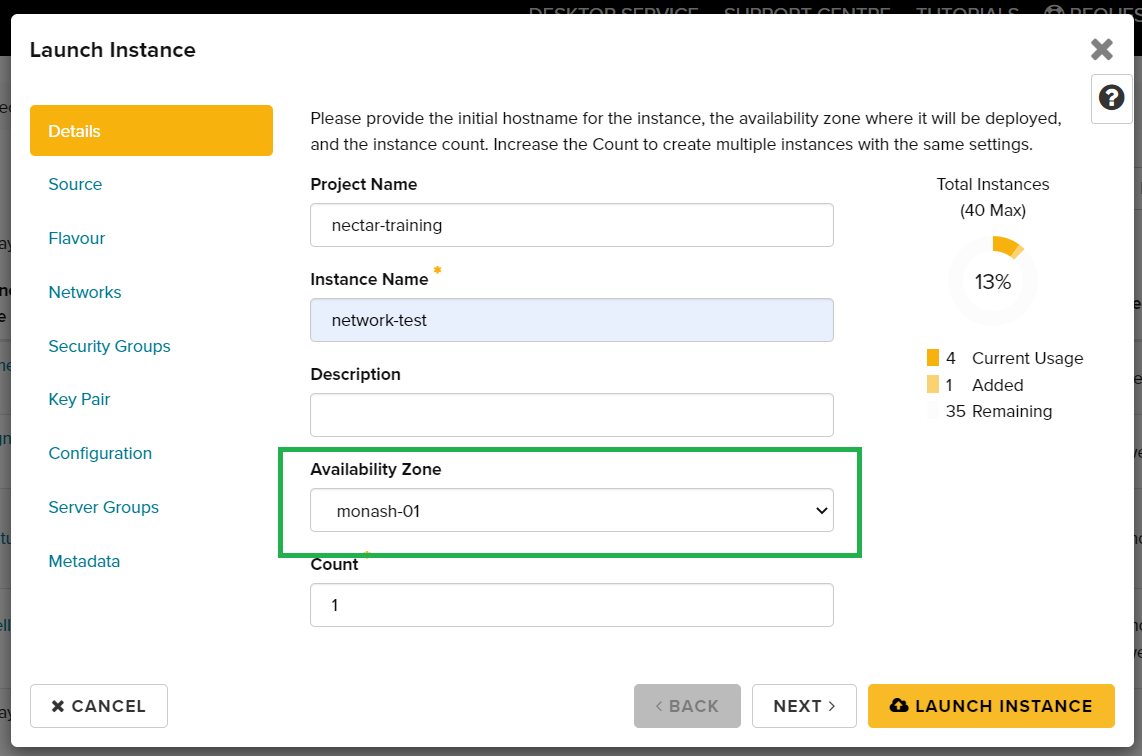 DESKTOP SERVICE SUPPORT CENTRE TUTORIALS
Launch Instance
Details
Source
Flavour
Networks
Security Groups
Key Pair
Configuration
Server Groups
Metadata
Please provide the initial hostname for the instance, the availability zone where it will be deployed,
and the instance count. Increase the Count to create multiple instances with the same settings.
Project Name
nectar-training
Instance Name *
network-test
Description
Availability Zone
monash-01
Count *
1
Total Instances
(40 Max)
13%
4 Current Usage
1 Added
35 Remaining
CANCEL
< BACK
NEXT >
LAUNCH INSTANCE